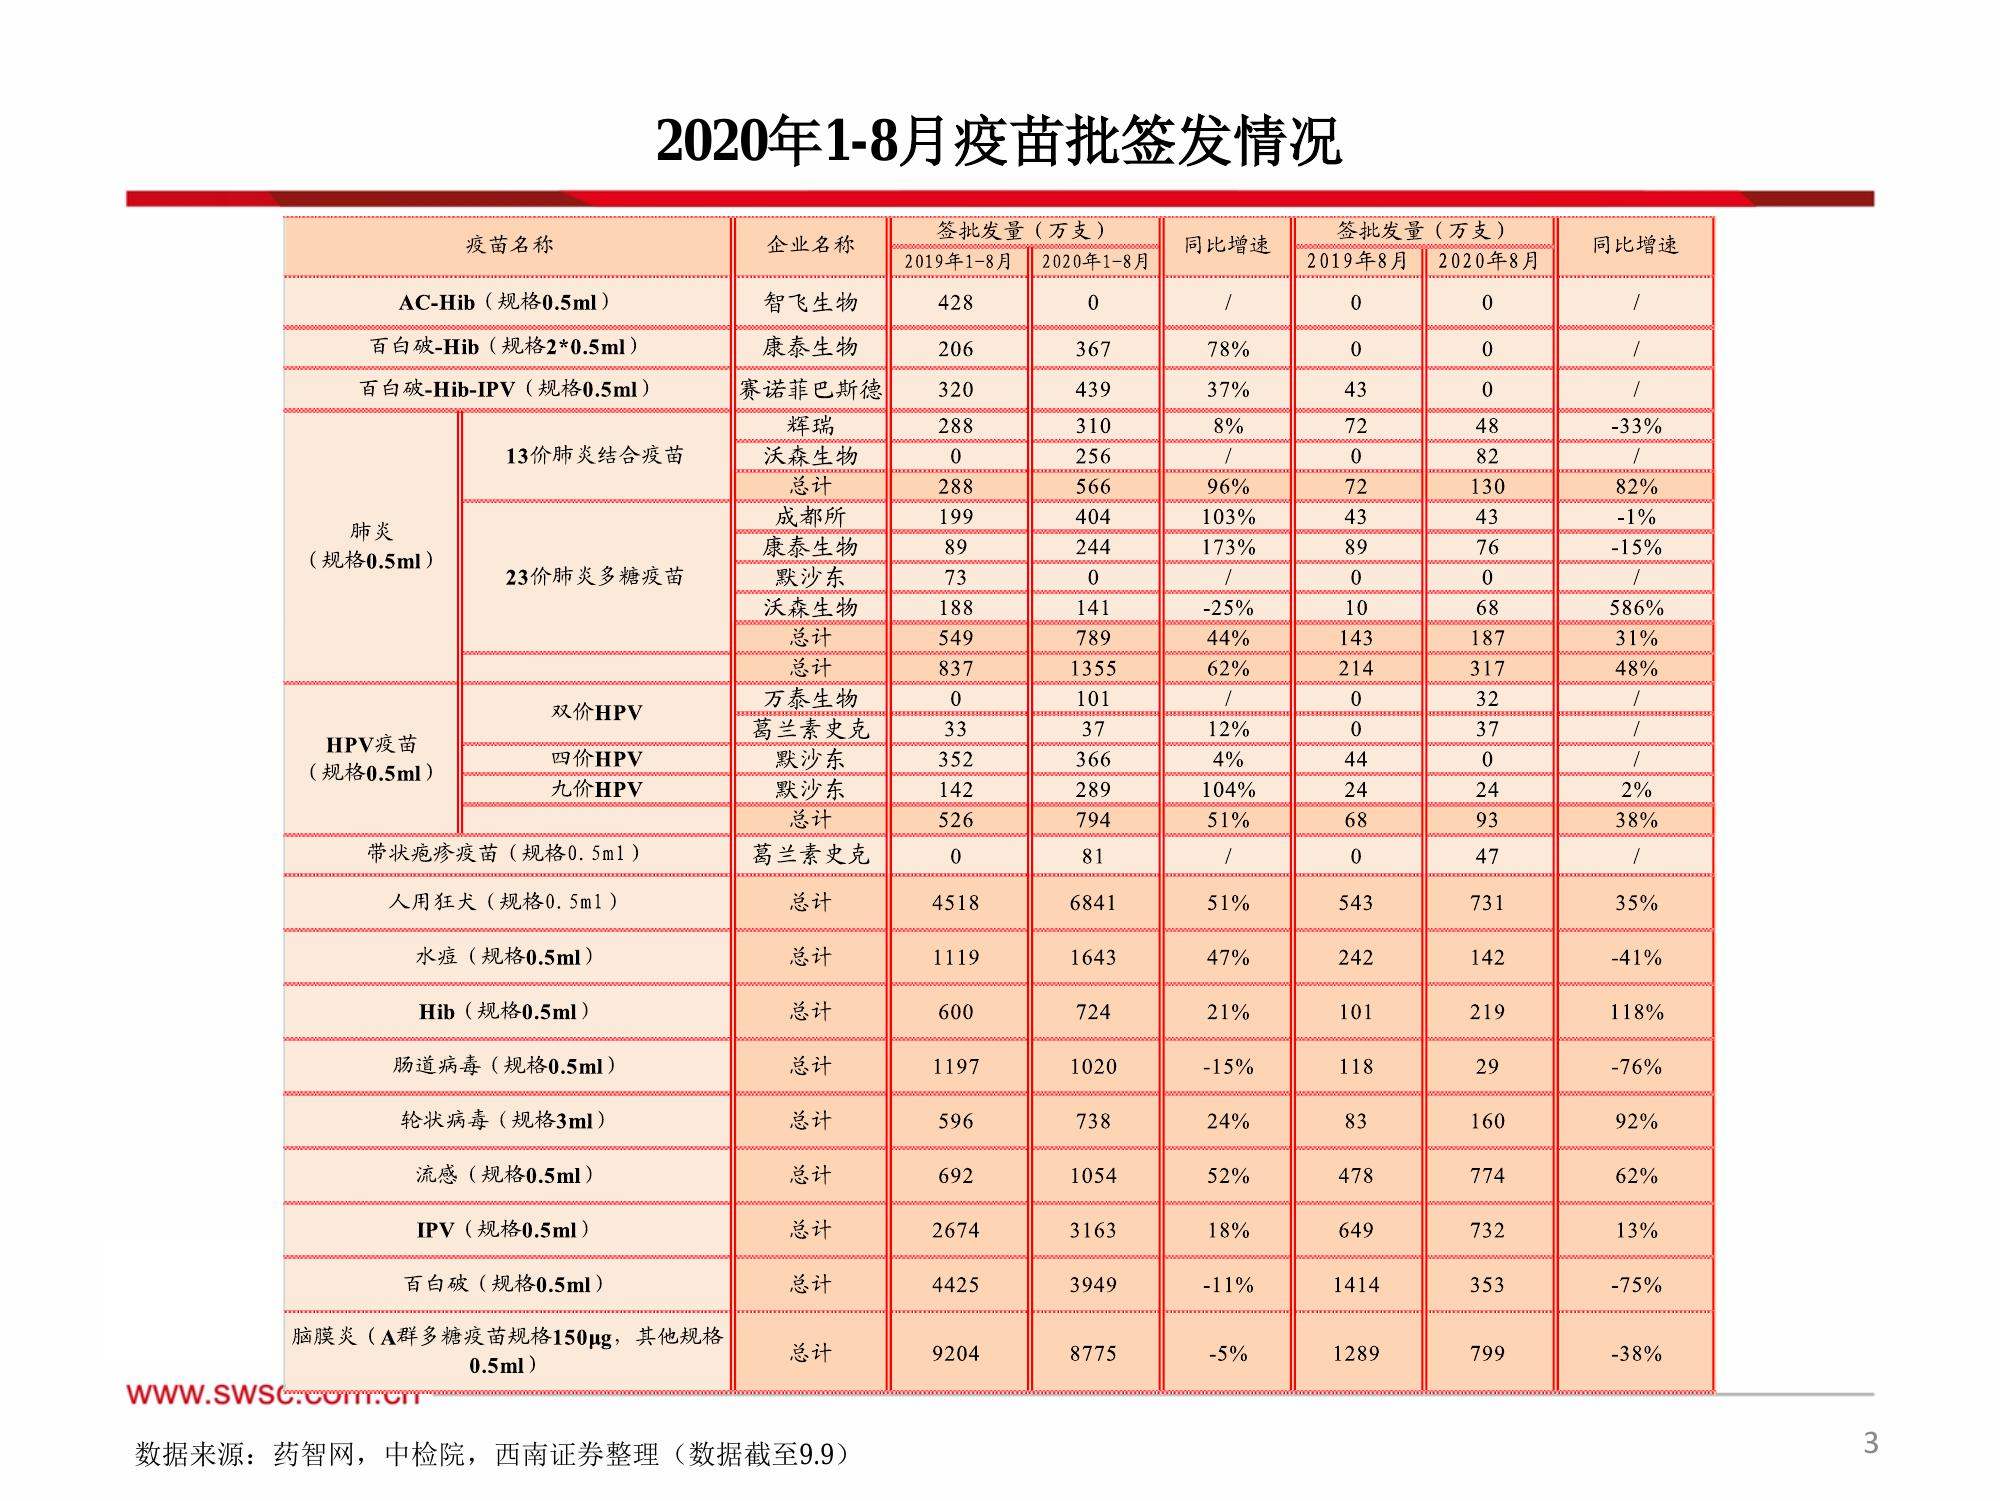 2020年1-8月疫苗批签发情况
疫苗名称 企业名称 签批发量（万支） 同比增速 签批发量（万支） 同比增速
2019年1-8月 2020年1-8月 2019年8月 2020年8月
AC-Hib（规格0.5ml） 智飞生物 428 0 / 0 0 /
百白破-Hib（规格2*0.5ml） 康泰生物 206 367 78% 0 0 /
百白破-Hib-IPV（规格0.5ml） 赛诺菲巴斯德 320 439 37% 43 0 /
肺炎
（规格0.5ml）
13价肺炎结合疫苗
辉瑞 288 310 8% 72 48 -33%
沃森生物 0 256 / 0 82 /
总计 288 566 96% 72 130 82%
23价肺炎多糖疫苗
成都所 199 404 103% 43 43 -1%
康泰生物 89 244 173% 89 76 -15%
默沙东 73 0 / 0 0 /
沃森生物 188 141 -25% 10 68 586%
总计 549 789 44% 143 187 31%
总计 837 1355 62% 214 317 48%
HPV疫苗
（规格0.5ml）
双价HPV
万泰生物 0 101 / 0 32 /
葛兰素史克 33 37 12% 0 37 /
四价HPV 默沙东 352 366 4% 44 0 /
九价HPV 默沙东 142 289 104% 24 24 2%
总计 526 794 51% 68 93 38%
带状疱疹疫苗（规格0.5ml） 葛兰素史克 0 81 / 0 47 /
人用狂犬（规格0.5ml） 总计 4518 6841 51% 543 731 35%
水痘（规格0.5ml） 总计 1119 1643 47% 242 142 -41%
Hib（规格0.5ml） 总计 600 724 21% 101 219 118%
肠道病毒（规格0.5ml） 总计 1197 1020 -15% 118 29 -76%
轮状病毒（规格3ml） 总计 596 738 24% 83 160 92%
流感（规格0.5ml） 总计 692 1054 52% 478 774 62%
IPV（规格0.5ml） 总计 2674 3163 18% 649 732 13%
百白破（规格0.5ml） 总计 4425 3949 -11% 1414 353 -75%
脑膜炎（A群多糖疫苗规格150μg，其他规格
0.5ml） 总计 9204 8775 -5% 1289 799 -38%
www.swsc.com.cn
数据来源：药智网，中检院，西南证券整理（数据截至9.9）
3